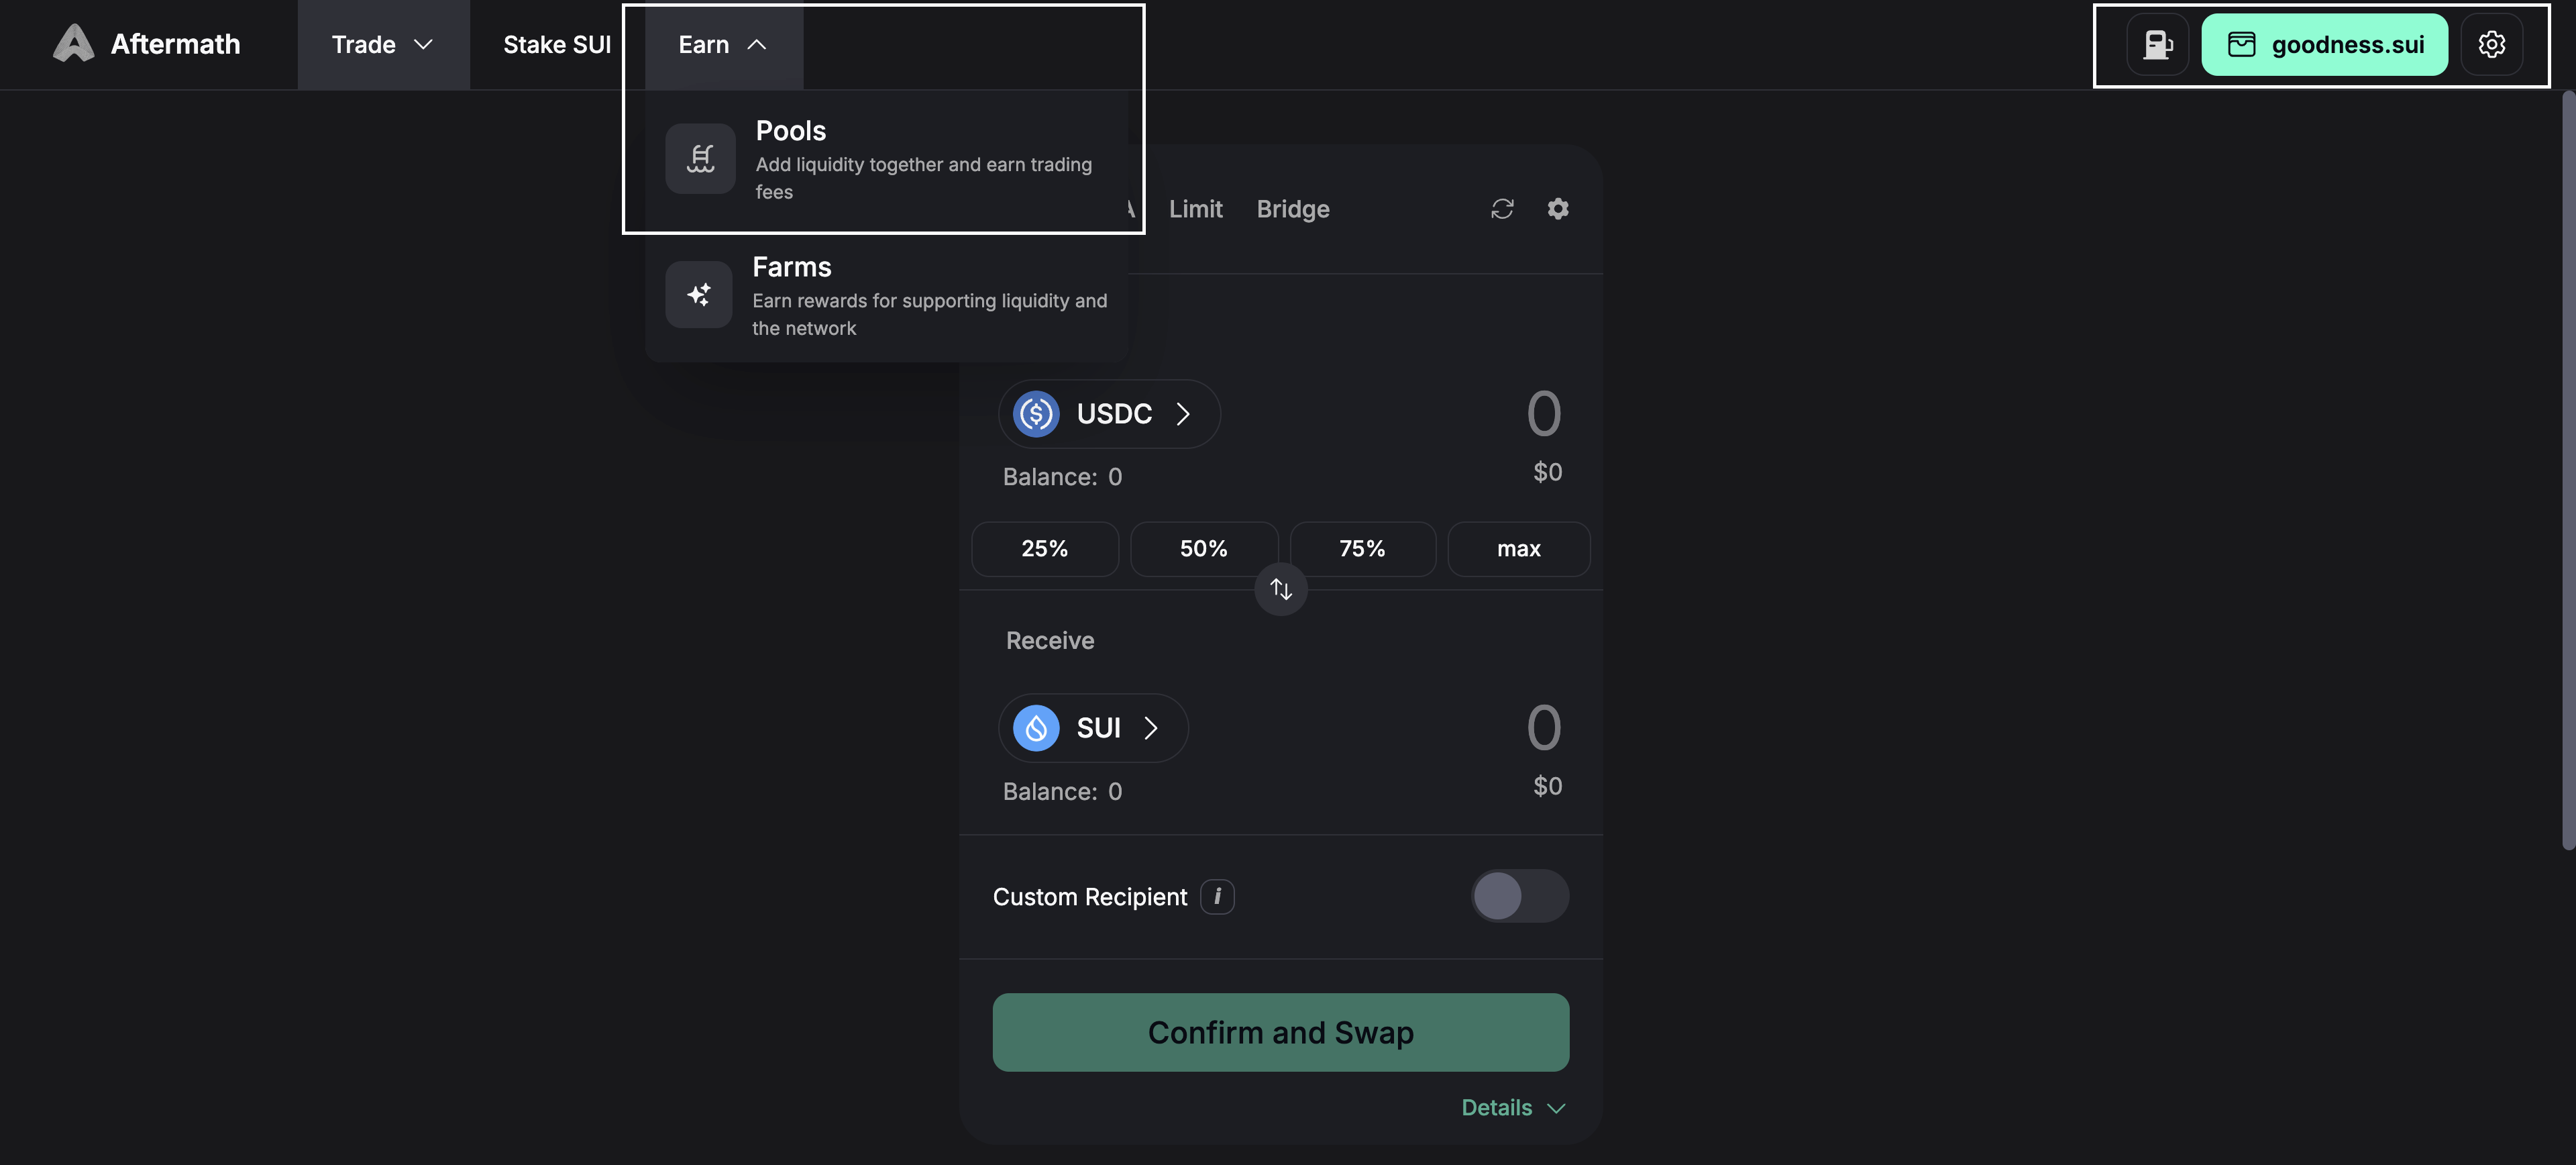 Aftermath
Trade
Stake SUI
Earn
goodness.sui
Pools
Add liquidity together and earn trading
fees
Limit
Bridge
Farms
Earn rewards for supporting liquidity and
the network
USDC
0
Balance: 0
$0
25%
50%
75%
max
Receive
SUI
0
Balance: 0
$0
Custom Recipient
i
Confirm and Swap
Details